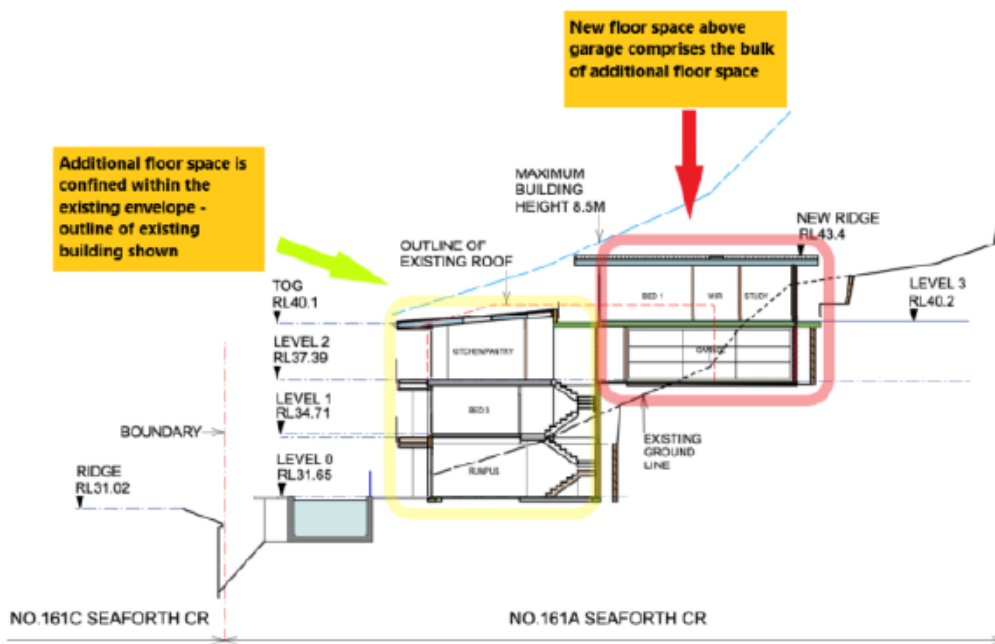 New floor space above
garage comprises the bulk
of additional floor space
Additional floor space is
confined within the
existing envelope -
outline of existing
building shown
MAXIMUM
BUILDING
HEIGHT 8.5M
NEW RIDGE
RL43.4
OUTLINE OF
EXISTING ROOF
TOG
RL40.1
LEVEL 3
RL40.2
BED 1
WIR
STUDY
LEVEL 2
RL37.39
KITCHEN/PANTRY
GARAGE
LEVEL 1
RL34.71
BED 3
BOUNDARY
EXISTING
GROUND
LINE
LEVEL 0
RL31.65
RUMPUS
RIDGE
RL31.02
NO.161C SEAFORTH CR
NO.161A SEAFORTH CR